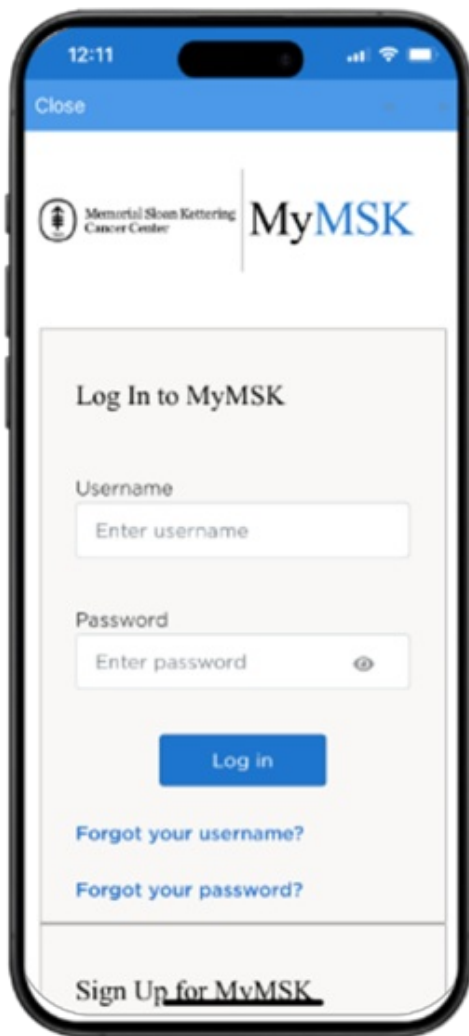 12:11
Close
Memorial Sloan Kettering
Cancer Center
MyMSK
Log In to MyMSK
Username
Enter username
Password
Enter password
Log in
Forgot your username?
Forgot your password?
Sign Up for MyMSK